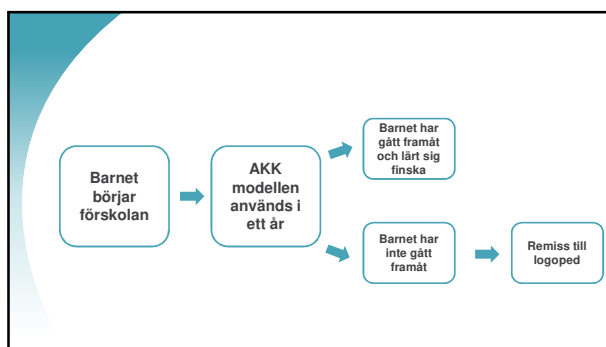 Barnet
börjar
förskolan
AKK
modellen
används i
ett år
Barnet har
gått framåt
och lärt sig
finska
Barnet har
inte gått
framåt
Remiss till
logoped